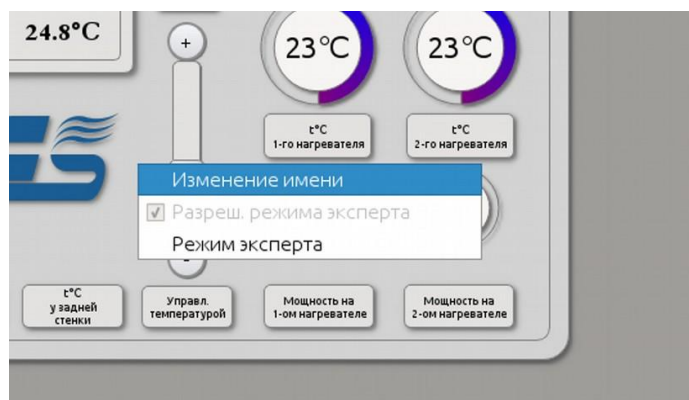 24.8°C
+
23°C
23°C
t°C
1-го нагревателя
t°C
2-го нагревателя
ES
Изменение имени
Разреш. режима эксперта
Режим эксперта
-
t°C
у задней
стенки
Управл.
температурой
Мощность на
1-ом нагревателе
Мощность на
2-ом нагревателе